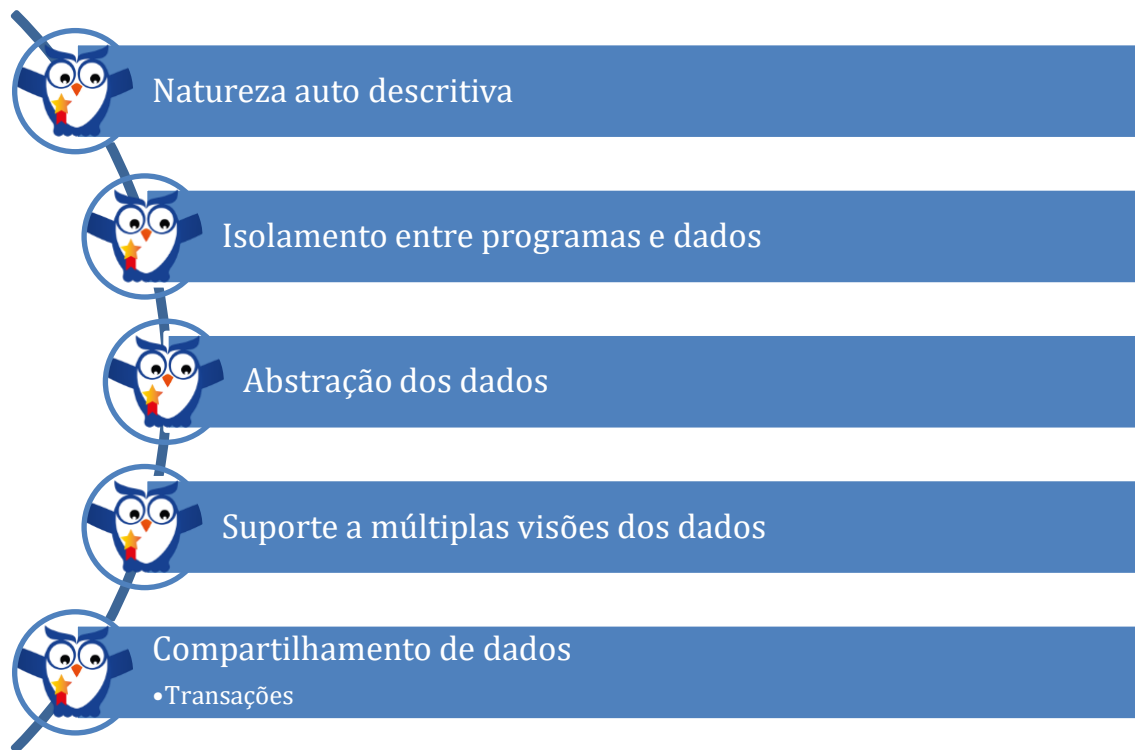 Natureza auto descritiva
Isolamento entre programas e dados
Abstração dos dados
Suporte a múltiplas visões dos dados
Compartilhamento de dados
•Transações